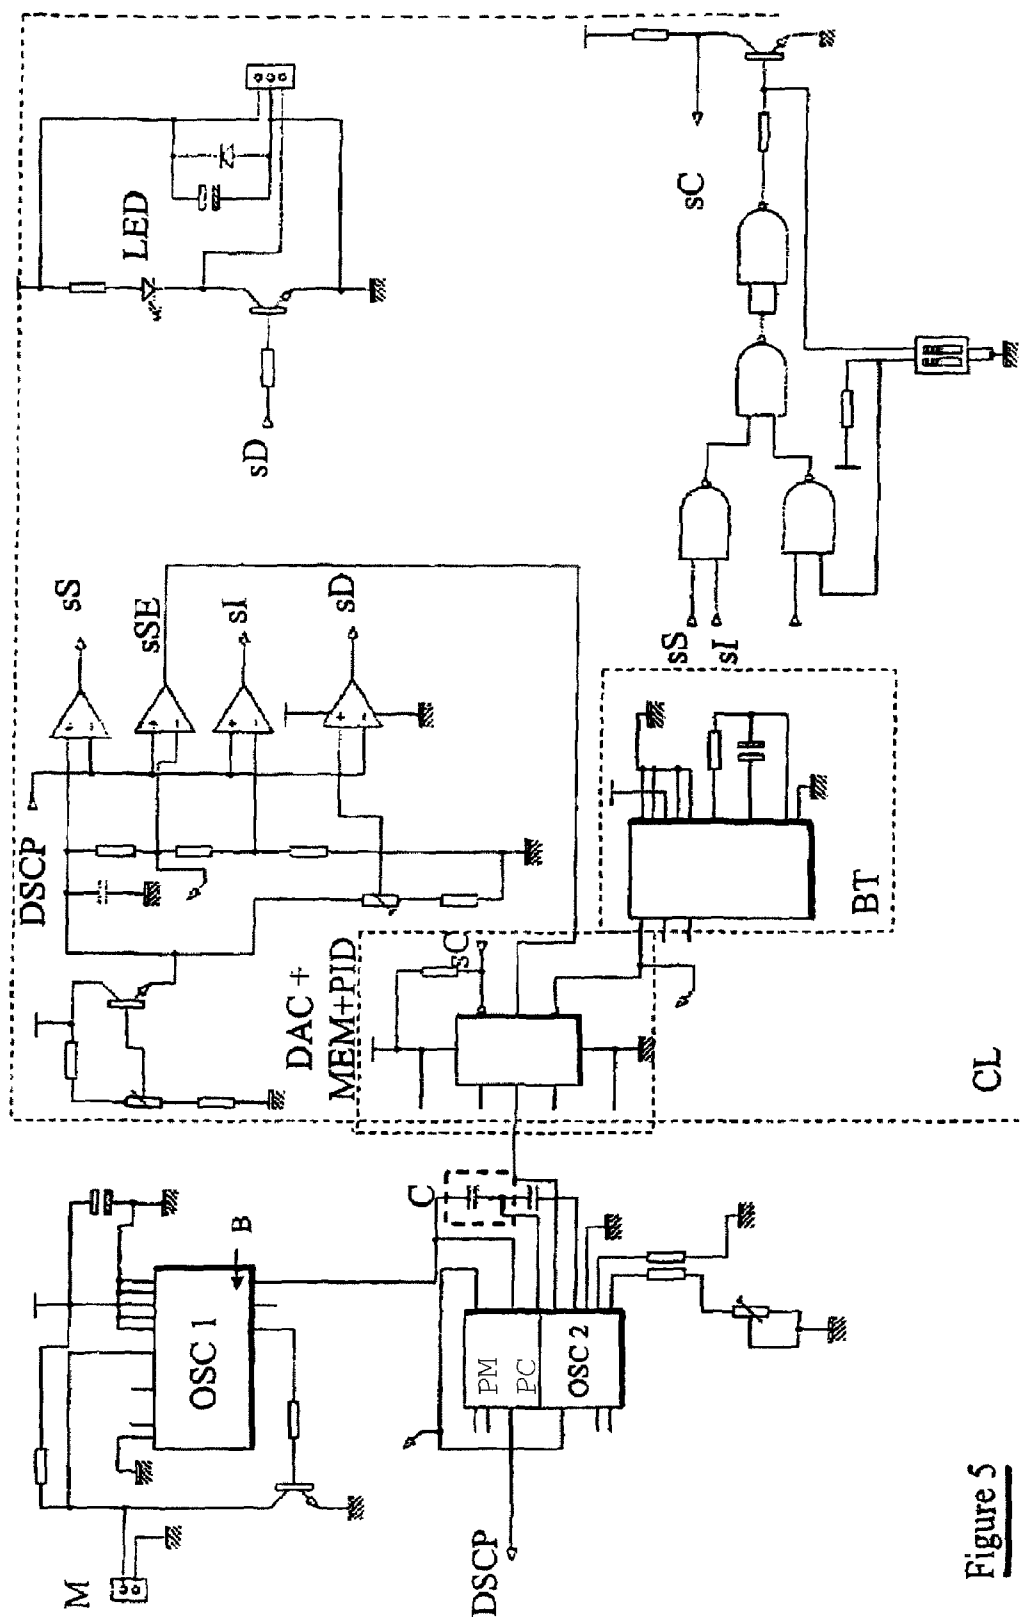 M
OSC 1
B
DSCP
PM
PC
OSC 2
C
DSCP
sS
sSE
sI
sD
DAC +
MEM+PID
sC
BT
CL
LED
sD
sS
sI
sC
Figure 5